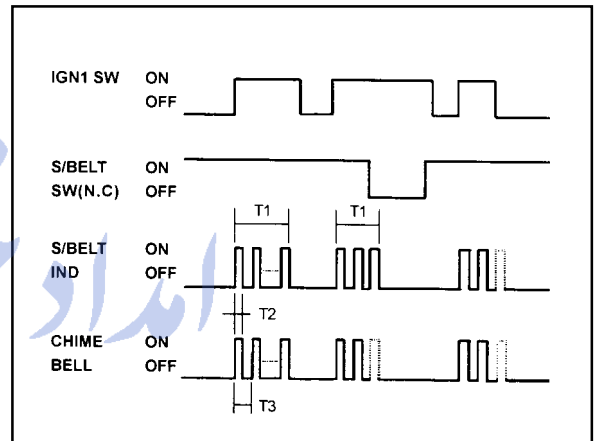 IGN1 SW ON
OFF
S/BELT ON
SW(N.C) OFF
T1 T1
S/BELT ON
IND OFF
T2
CHIME ON
BELL OFF
T3
امداد